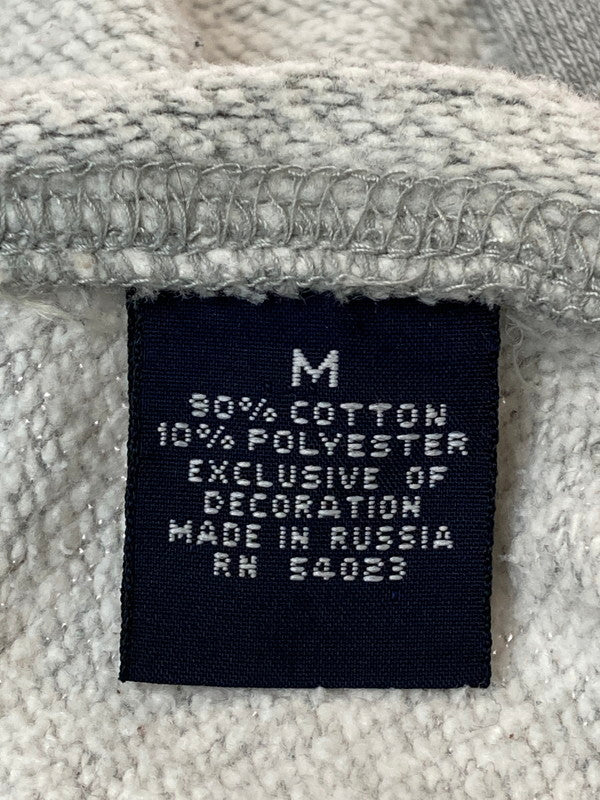 M
90% COTTON
10% POLYESTER
EXCLUSIVE OF
DECORATION
MADE IN RUSSIA
RN 54023